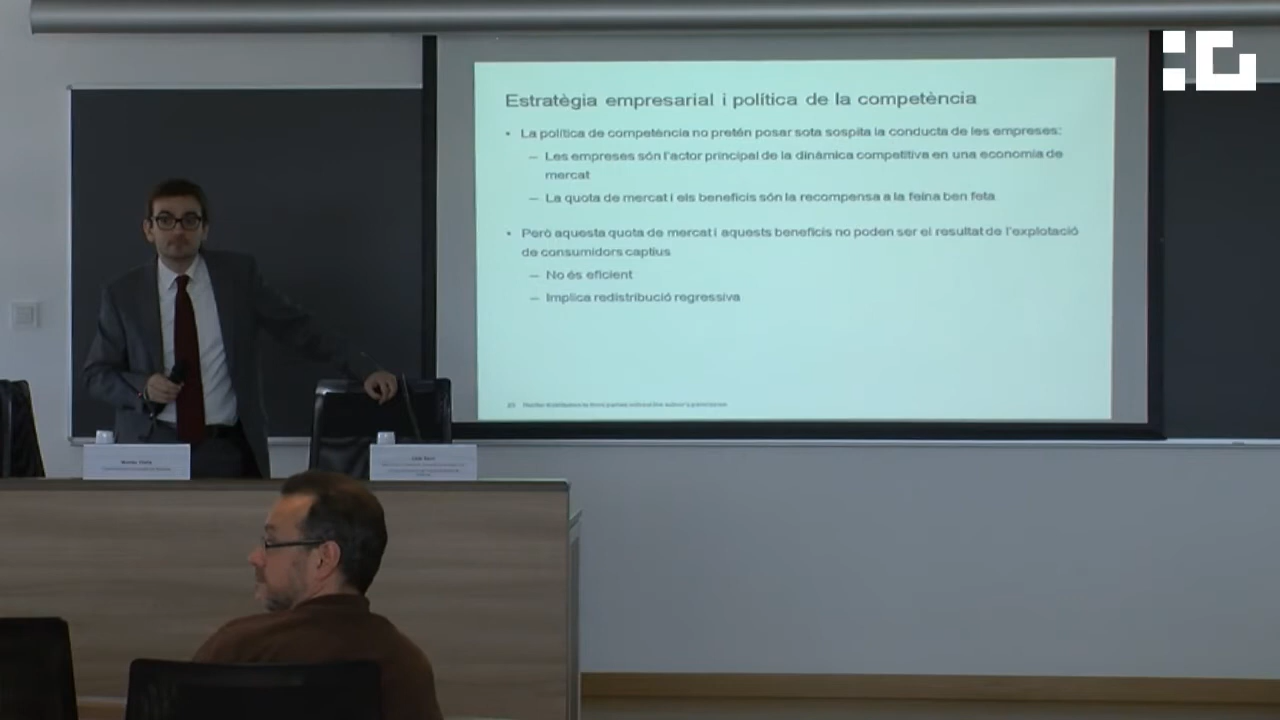 Estratègia empresarial i política de la competència
• La política de competència no pretén posar sota sospita la conducta de les empreses:
– Les empreses són l'actor principal de la dinàmica competitiva en una economia de
mercat
– La quota de mercat i els beneficis són la recompensa a la feina ben feta
• Però aquesta quota de mercat i aquests beneficis no poden ser el resultat de l'explotació
de consumidors captius
– No és eficient
– Implica redistribució regressiva